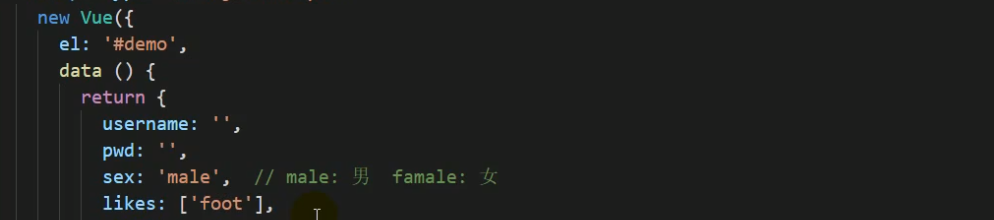 new Vue({
el: '#demo',
data () {
return {
username: '',
pwd: '',
sex: 'male', // male: 男 famale: 女
likes: ['foot'],